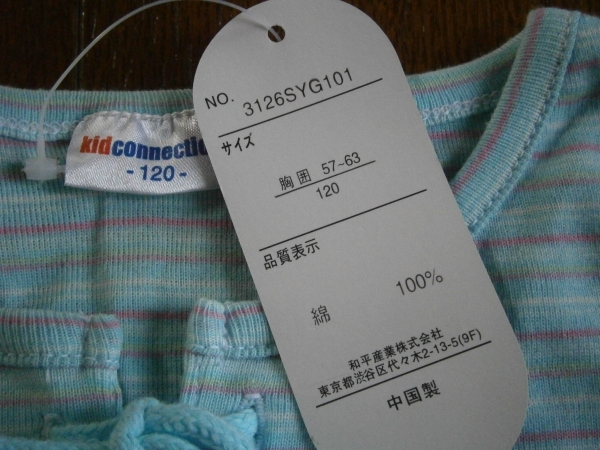 kidconnecti
- 120 -
NO. 3126SYG101
サイズ
胸囲 57~63
120
品質表示
綿 100%
和平産業株式会社
東京都渋谷区代々木2-13-5(9F)
中国製